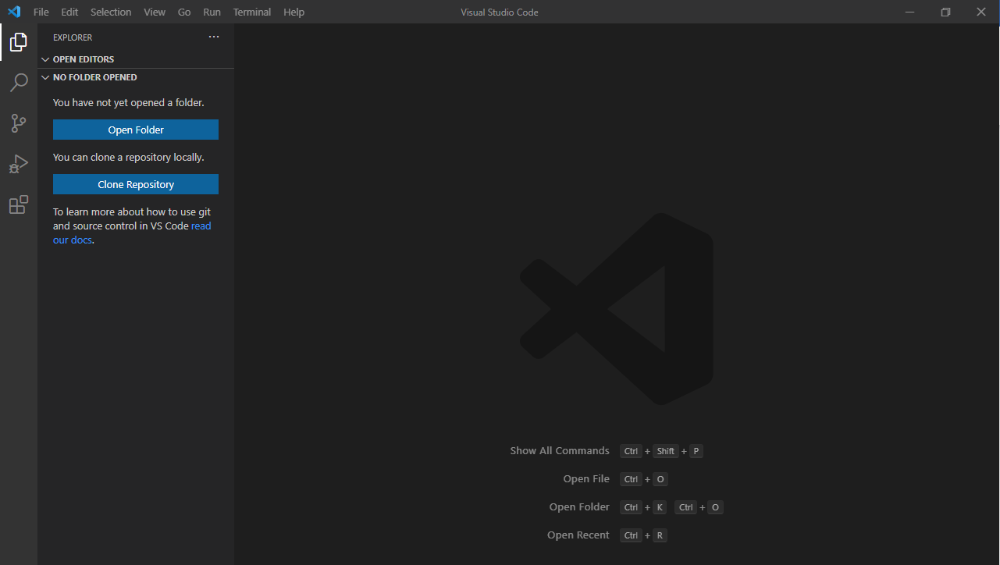 File Edit Selection View Go Run Terminal Help Visual Studio Code
EXPLORER
OPEN EDITORS
NO FOLDER OPENED
You have not yet opened a folder.
Open Folder
You can clone a repository locally.
Clone Repository
To learn more about how to use git
and source control in VS Code read
our docs.
Show All Commands Ctrl + Shift + P
Open File Ctrl + O
Open Folder Ctrl + K Ctrl + O
Open Recent Ctrl + R